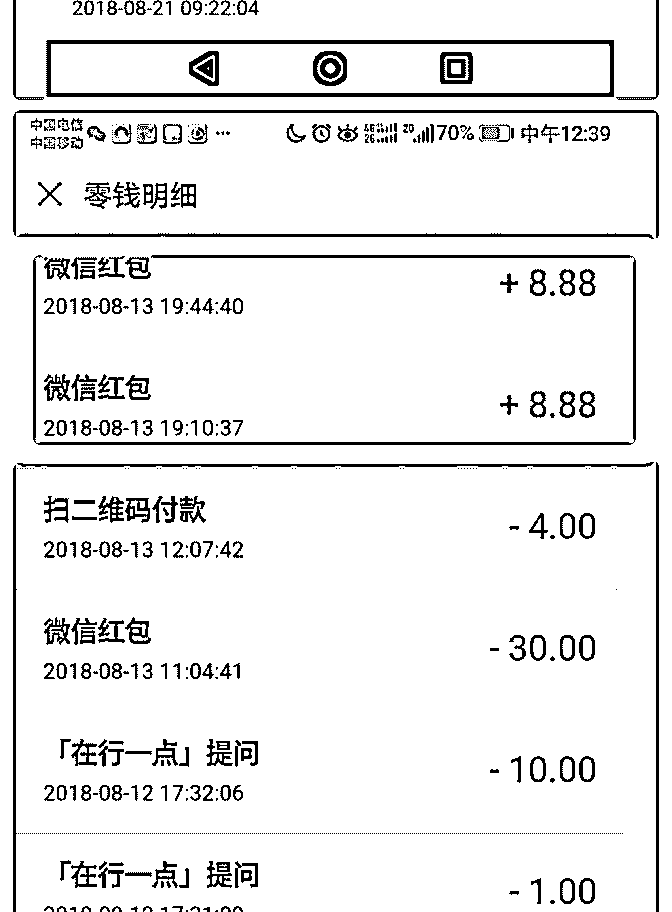 2018-08-21 09:22:04
中国电信
中国移动
70% 中午12:39
零钱明细
微信红包
+ 8.88
2018-08-13 19:44:40
微信红包
+ 8.88
2018-08-13 19:10:37
扫二维码付款
- 4.00
2018-08-13 12:07:42
微信红包
- 30.00
2018-08-13 11:04:41
「在行一点」提问
- 10.00
2018-08-12 17:32:06
「在行一点」提问
- 1.00